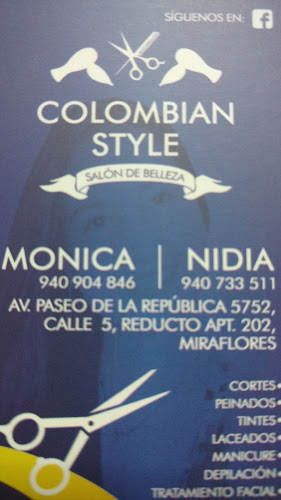 SÍGUENOS EN: f
COLOMBIAN
STYLE
SALÓN DE BELLEZA
MONICA | NIDIA
940 904 846 940 733 511
AV. PASEO DE LA REPÚBLICA 5752,
CALLE 5, REDUCTO APT. 202,
MIRAFLORES
CORTES•
PEINADOS•
TINTES•
LACEADOS•
MANICURE•
DEPILACIÓN•
TRATAMIENTO FACIAL•